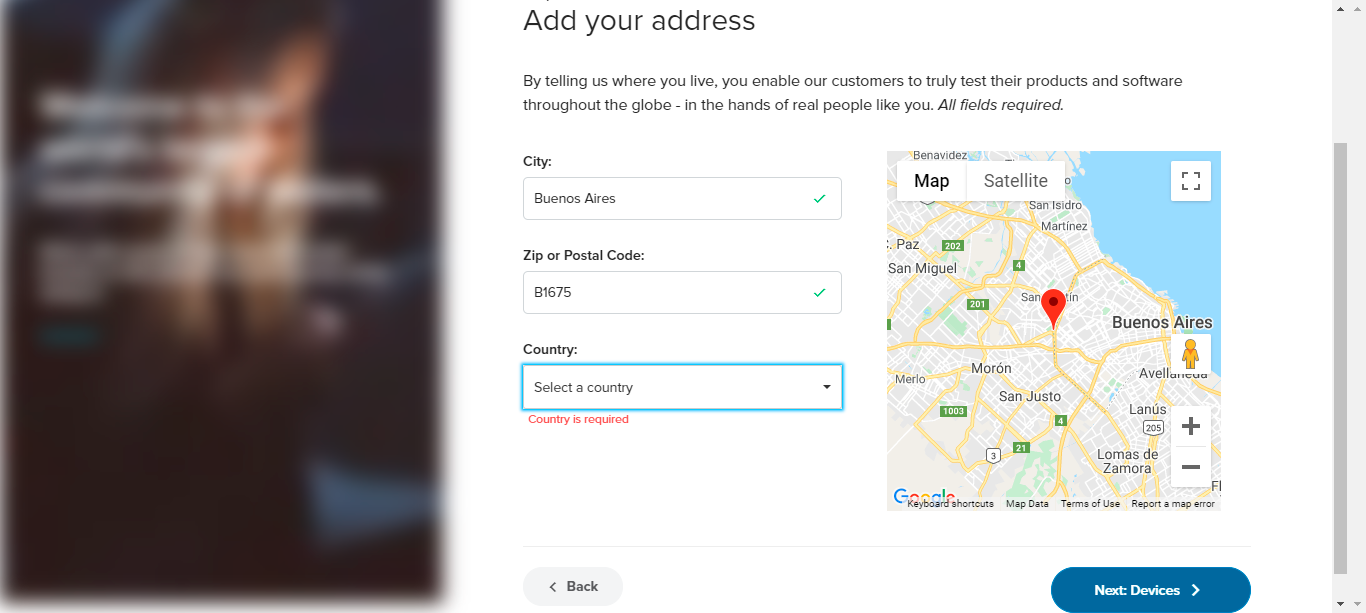 Add your address
By telling us where you live, you enable our customers to truly test their products and software
throughout the globe - in the hands of real people like you. All fields required.
City:
Buenos Aires
Zip or Postal Code:
B1675
Country:
Select a country
Country is required
Benavidez
Map
Satellite
San Isidro
Martínez
C. Paz
202
4
San Miguel
201
Buenos Aires
Morón
Merlo
Avellaneda
San Justo
1003
4
Lanús
205
21
3
Lomas de
Zamora
Google
Keyboard shortcuts
Map Data
Terms of Use
Report a map error
Back
Next: Devices